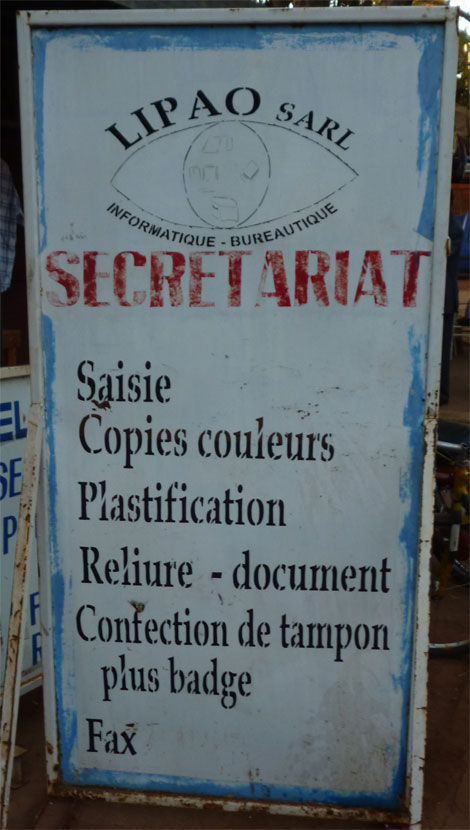 LIPAO SARL
INFORMATIQUE - BUREAUTIQUE
SECRETARIAT
Saisie
Copies couleurs
Plastification
Reliure - document
Confection de tampon
plus badge
Fax